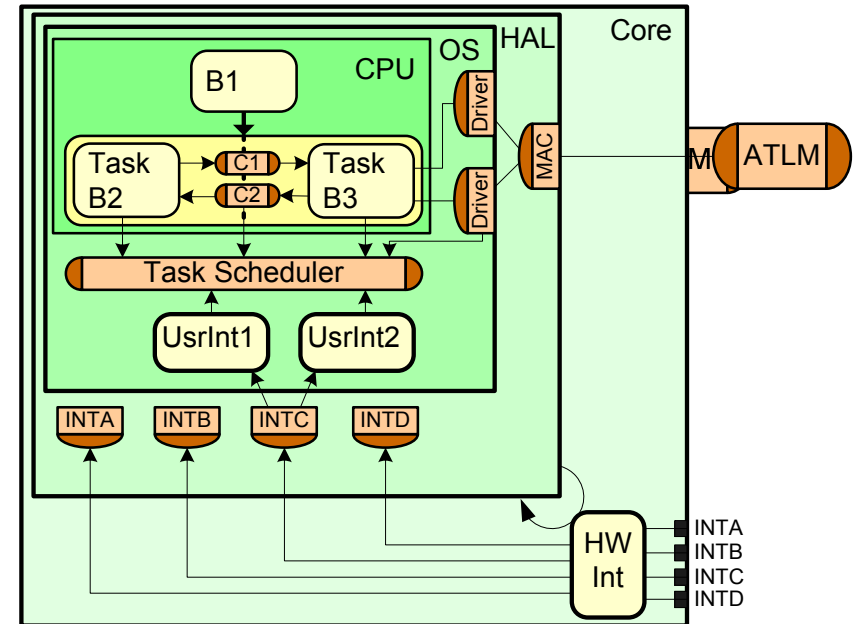 Core
HAL
OS
CPU
B1
Driver
Task
B2
C1
C2
Task
B3
Driver
MAC
M
ATLM
Task Scheduler
UsrInt1
UsrInt2
INTA
INTB
INTC
INTD
HW
Int
INTA
INTB
INTC
INTD